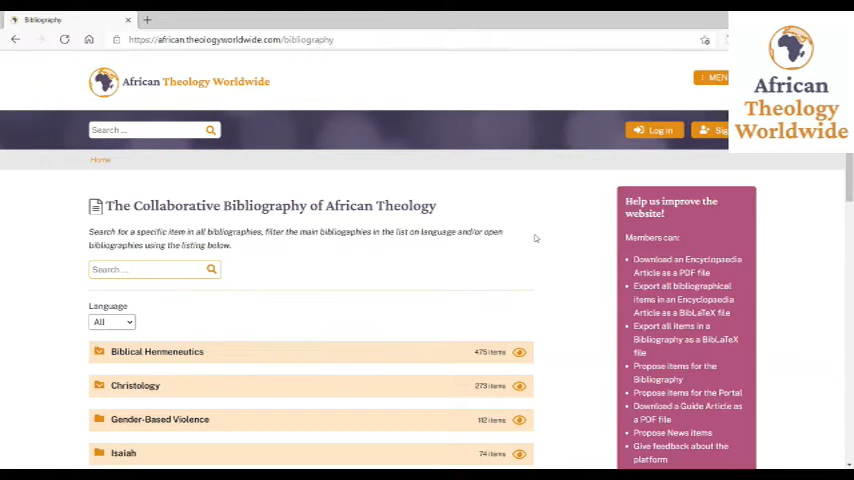 Bibliography
https://african.theologyworldwide.com/bibliography
African Theology Worldwide
MEN
African
Theology
Worldwide
Search ...
Log in
Sig
Home
The Collaborative Bibliography of African Theology
Search for a specific item in all bibliographies, filter the main bibliographies in the list on language and/or open
bibliographies using the listing below.
Search ...
Language
All
Biblical Hermeneutics 475 items
Christology 273 items
Gender-Based Violence 112 items
Isaiah 74 items
Help us improve the
website!
Members can:
• Download an Encyclopaedia
Article as a PDF file
• Export all bibliographical
items in an Encyclopaedia
Article as a BibLaTeX file
• Export all items in a
Bibliography as a BibLaTeX
file
• Propose items for the
Bibliography
• Propose items for the Portal
• Download a Guide Article as
a PDF file
• Propose News items
• Give feedback about the
platform